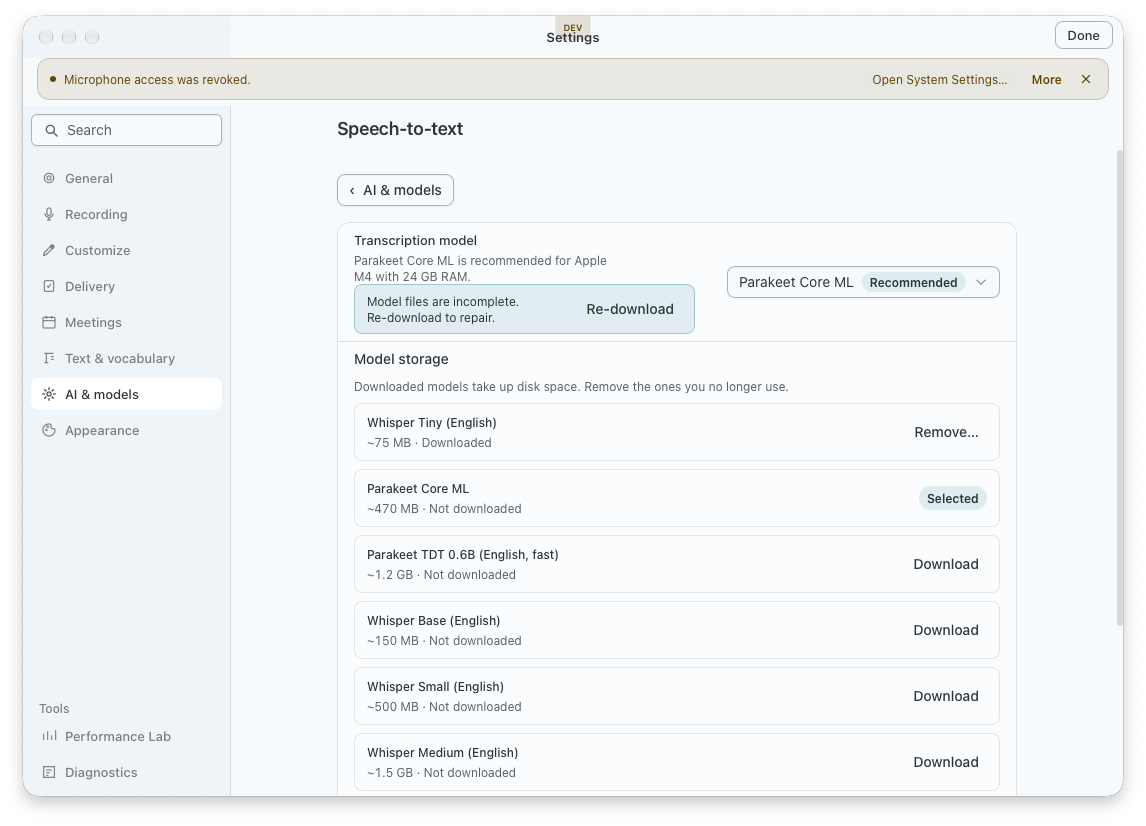 DEV
Settings
Done
Microphone access was revoked.
Open System Settings...
More
Search
General
Recording
Customize
Delivery
Meetings
Text & vocabulary
AI & models
Appearance
Tools
Performance Lab
Diagnostics
Speech-to-text
‹ AI & models
Transcription model
Parakeet Core ML is recommended for Apple
M4 with 24 GB RAM.
Model files are incomplete.
Re-download to repair.
Re-download
Parakeet Core ML Recommended
Model storage
Downloaded models take up disk space. Remove the ones you no longer use.
Whisper Tiny (English)
~75 MB · Downloaded
Remove...
Parakeet Core ML
~470 MB · Not downloaded
Selected
Parakeet TDT 0.6B (English, fast)
~1.2 GB · Not downloaded
Download
Whisper Base (English)
~150 MB · Not downloaded
Download
Whisper Small (English)
~500 MB · Not downloaded
Download
Whisper Medium (English)
~1.5 GB · Not downloaded
Download